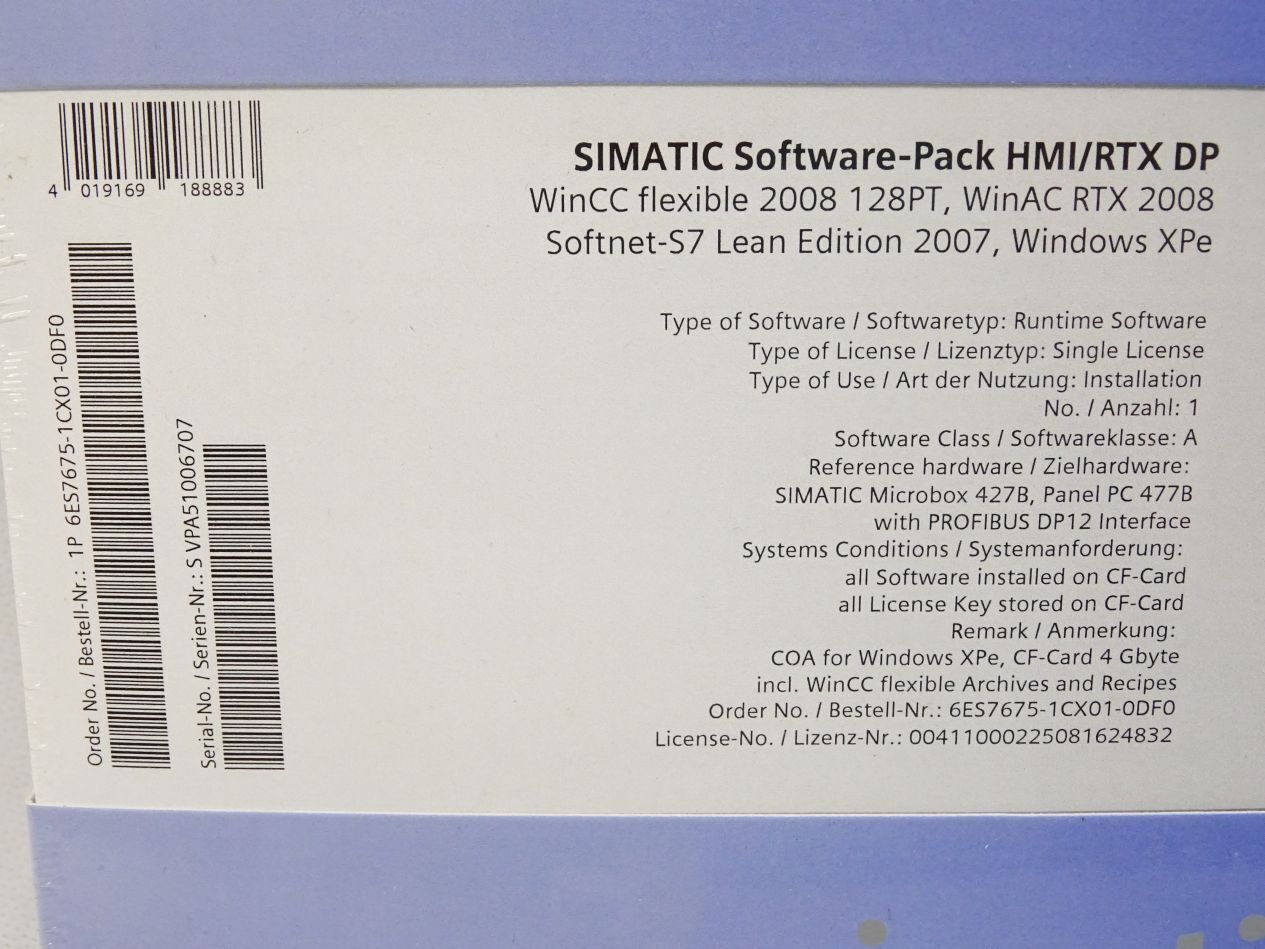 4 019169 188883
Order No. / Bestell-Nr.: 1P 6ES7675-1CX01-0DF0
Serial-No. / Serien-Nr.: S VPA51006707
SIMATIC Software-Pack HMI/RTX DP
WinCC flexible 2008 128PT, WinAC RTX 2008
Softnet-S7 Lean Edition 2007, Windows XPe
Type of Software / Softwaretyp: Runtime Software
Type of License / Lizenztyp: Single License
Type of Use / Art der Nutzung: Installation
No. / Anzahl: 1
Software Class / Softwareklasse: A
Reference hardware / Zielhardware:
SIMATIC Microbox 427B, Panel PC 477B
with PROFIBUS DP12 Interface
Systems Conditions / Systemanforderung:
all Software installed on CF-Card
all License Key stored on CF-Card
Remark / Anmerkung:
COA for Windows XPe, CF-Card 4 Gbyte
incl. WinCC flexible Archives and Recipes
Order No. / Bestell-Nr.: 6ES7675-1CX01-0DF0
License-No. / Lizenz-Nr.: 00411000225081624832